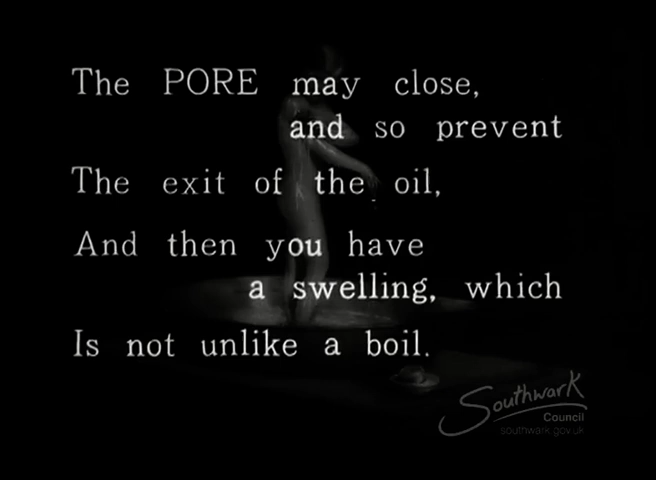 The PORE may close,
and so prevent
The exit of the oil,
And then you have
a swelling, which
Is not unlike a boil.
Southwark
Council
southwark.gov.uk